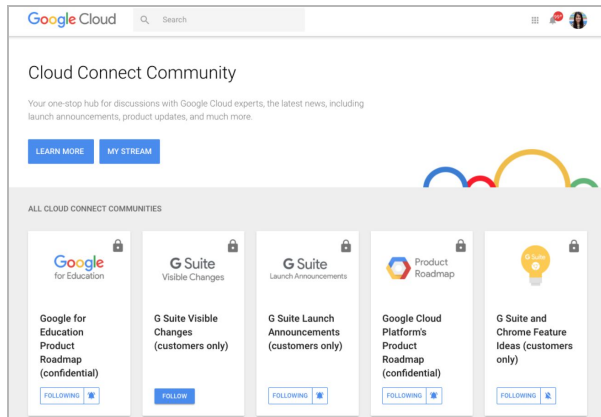 Google Cloud
Search
Cloud Connect Community
Your one-stop hub for discussions with Google Cloud experts, the latest news, including
launch announcements, product updates, and much more.
LEARN MORE
MY STREAM
ALL CLOUD CONNECT COMMUNITIES
Google
for Education
Google for
Education
Product
Roadmap
(confidential)
FOLLOWING
G Suite
Visible Changes
G Suite Visible
Changes
(customers only)
FOLLOW
G Suite
Launch Announcements
G Suite Launch
Announcements
(customers only)
FOLLOWING
Product
Roadmap
Google Cloud
Platform's
Product
Roadmap
(confidential)
FOLLOWING
G Suite
G Suite and
Chrome Feature
Ideas (customers
only)
FOLLOWING